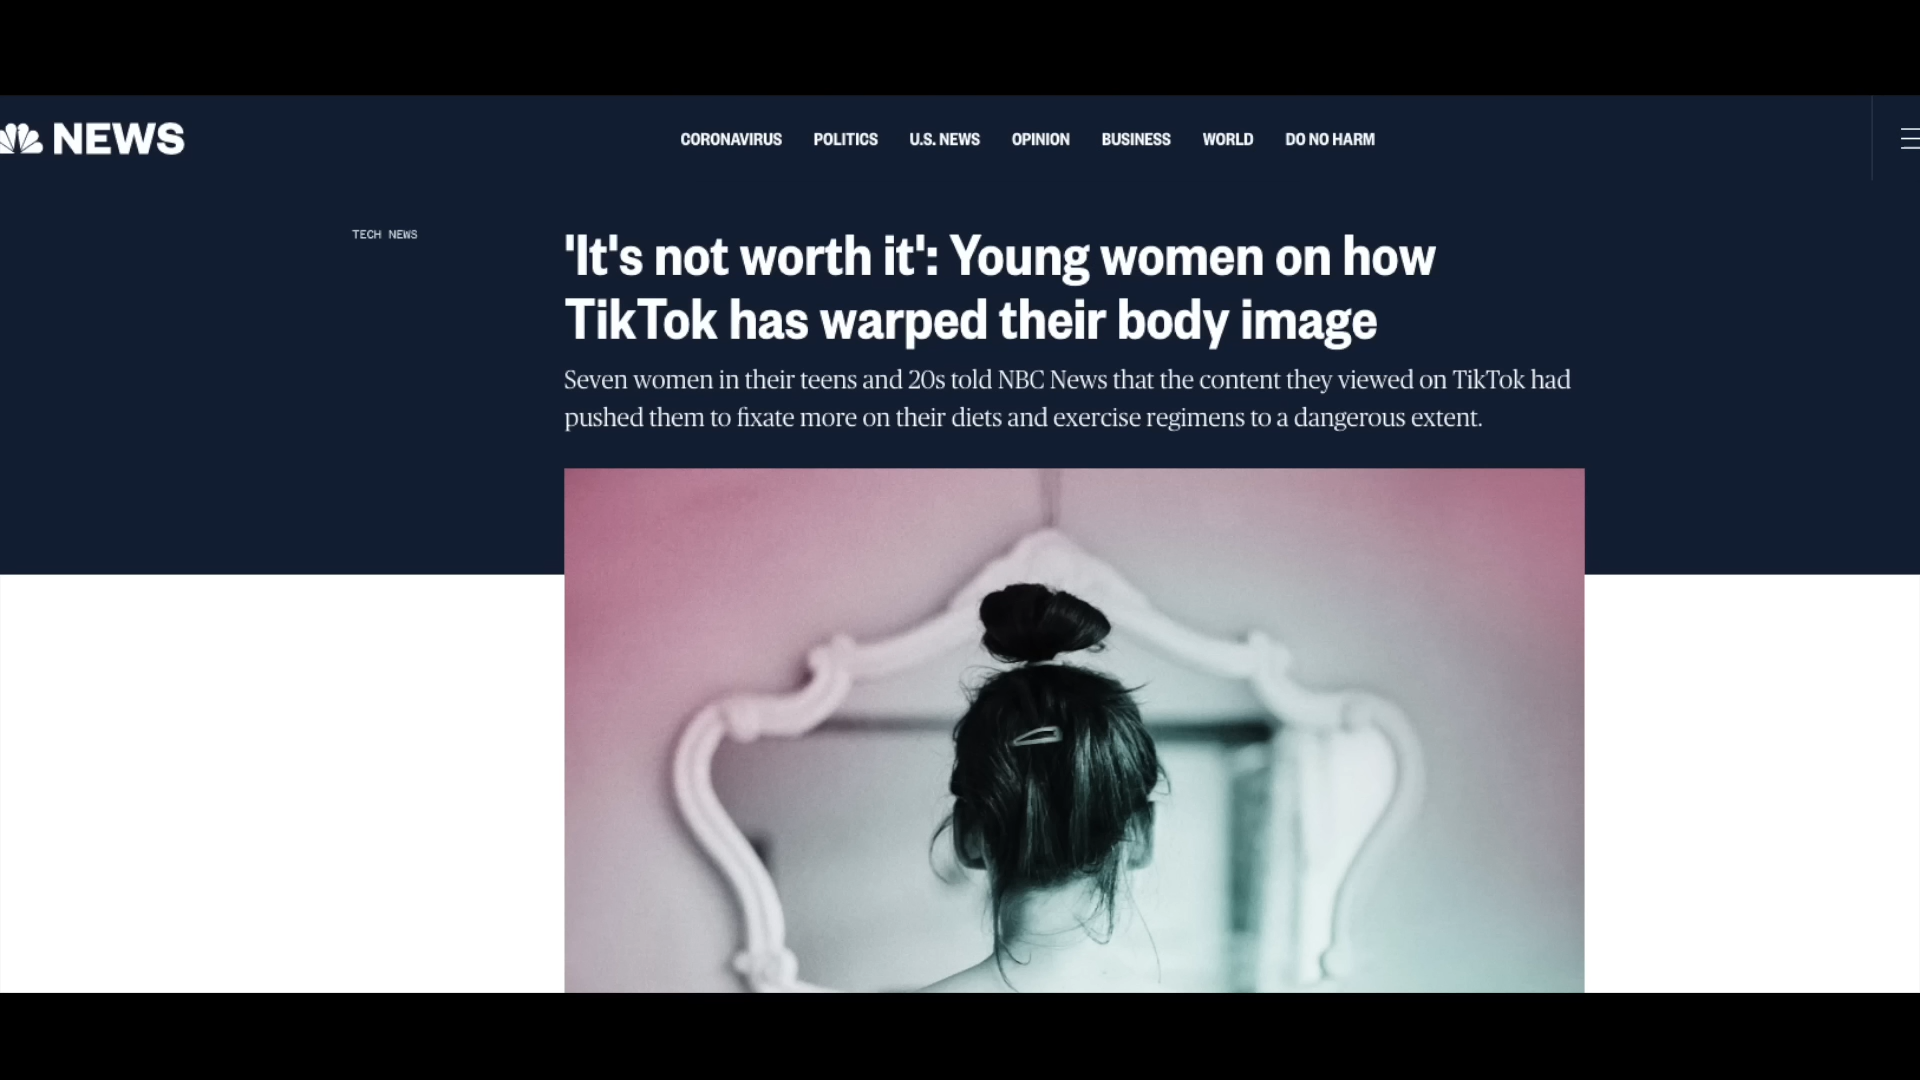 NEWS
CORONAVIRUS POLITICS U.S. NEWS OPINION BUSINESS WORLD DO NO HARM
TECH NEWS
'It's not worth it': Young women on how
TikTok has warped their body image
Seven women in their teens and 20s told NBC News that the content they viewed on TikTok had
pushed them to fixate more on their diets and exercise regimens to a dangerous extent.